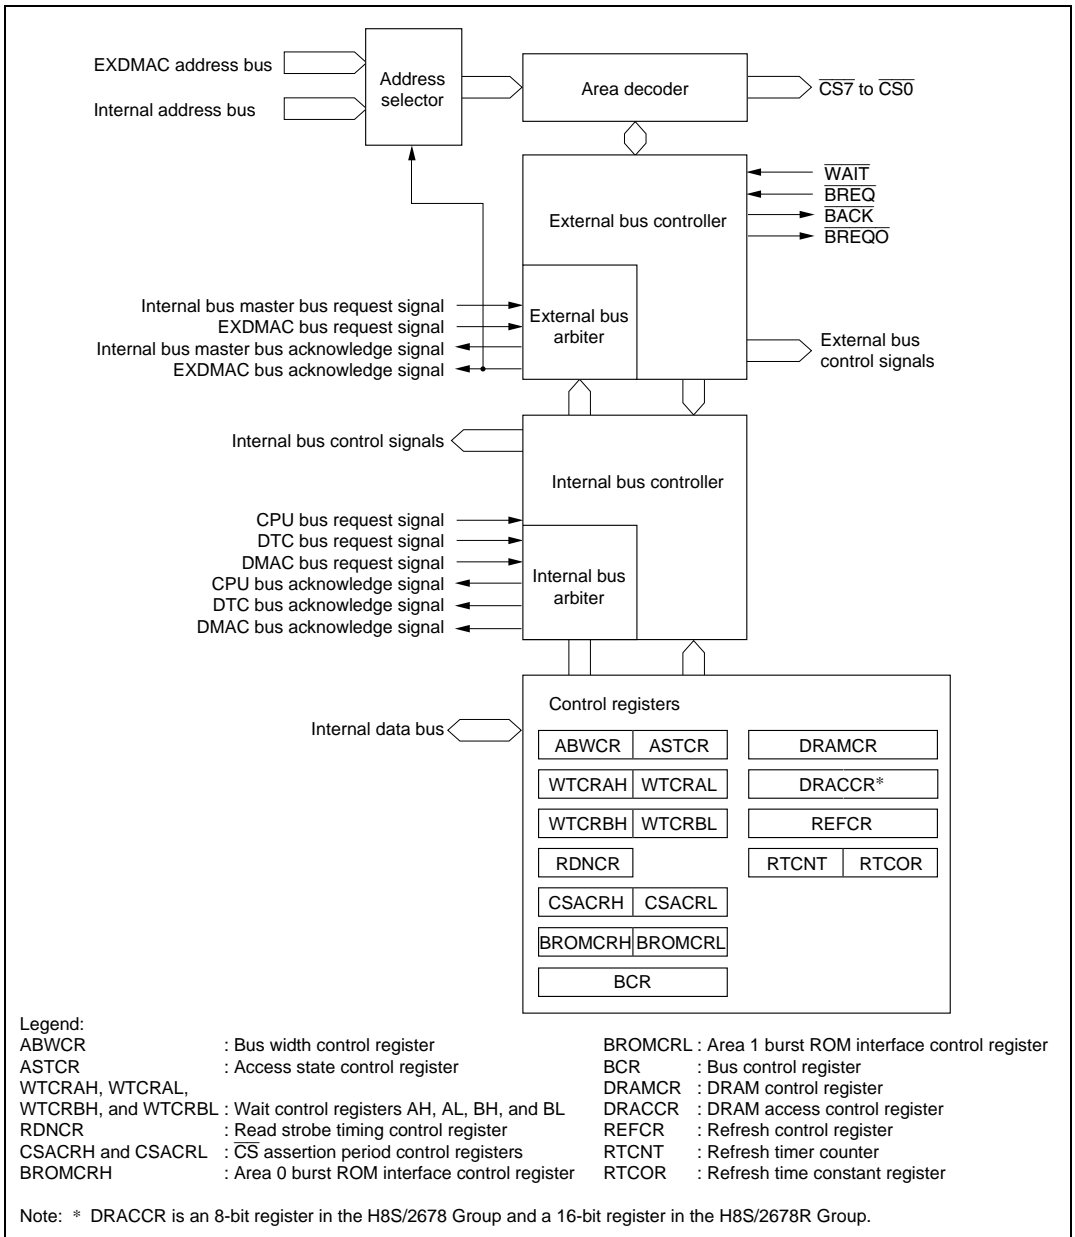 EXDMAC address bus
Internal address bus
Address
selector
Area decoder
CS7 to CS0
External bus controller
WAIT
BREQ
BACK
BREQO
Internal bus master bus request signal
EXDMAC bus request signal
Internal bus master bus acknowledge signal
EXDMAC bus acknowledge signal
External bus
arbiter
External bus
control signals
Internal bus control signals
Internal bus controller
CPU bus request signal
DTC bus request signal
DMAC bus request signal
CPU bus acknowledge signal
DTC bus acknowledge signal
DMAC bus acknowledge signal
Internal bus
arbiter
Internal data bus
Control registers
ABWCR ASTCR DRAMCR
WTCRAH WTCRAL DRACCR*
WTCRBH WTCRBL REFCR
RDNCR RTCNT RTCOR
CSACRH CSACRL
BROMCRH BROMCRL
BCR
Legend:
ABWCR : Bus width control register
ASTCR : Access state control register
WTCRAH, WTCRAL,
WTCRBH, and WTCRBL : Wait control registers AH, AL, BH, and BL
RDNCR : Read strobe timing control register
CSACRH and CSACRL : CS assertion period control registers
BROMCRH : Area 0 burst ROM interface control register
BROMCRL : Area 1 burst ROM interface control register
BCR : Bus control register
DRAMCR : DRAM control register
DRACCR : DRAM access control register
REFCR : Refresh control register
RTCNT : Refresh timer counter
RTCOR : Refresh time constant register
Note: * DRACCR is an 8-bit register in the H8S/2678 Group and a 16-bit register in the H8S/2678R Group.